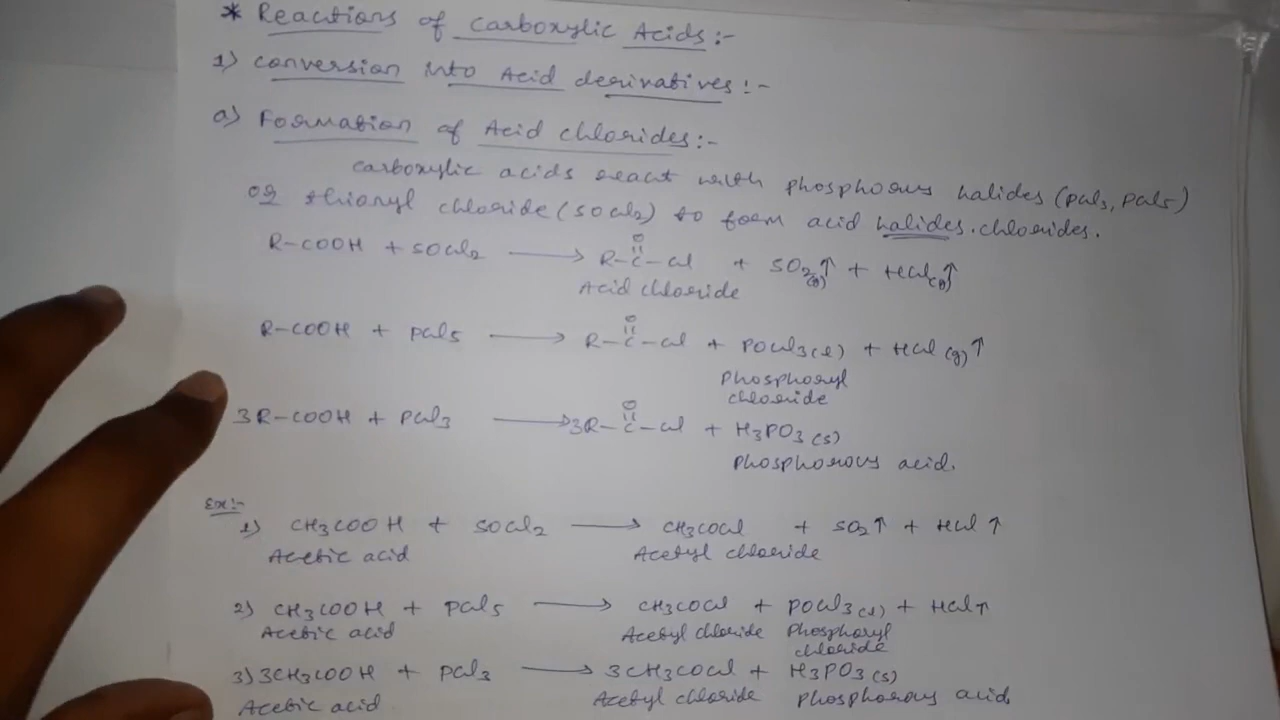 * Reactions of carboxylic Acids:-
1) conversion into Acid derivatives:-
a) Formation of Acid chlorides:-
carboxylic acids react with phosphorus halides (PCl3, PCl5)
or thionyl chloride (SOCl2) to form acid halides. chlorides.
O
R-COOH + SOCl2 ⟶ R-C-Cl + SO2(g)↑ + HCl(g)↑
Acid chloride
O
R-COOH + PCl5 ⟶ R-C-Cl + POCl3(l) + HCl(g)↑
Phosphoryl
chloride
O
3R-COOH + PCl3 ⟶ 3R-C-Cl + H3PO3(s)
phosphorous acid.
Ex:-
1) CH3COOH + SOCl2 ⟶ CH3COCl + SO2↑ + HCl↑
Acetic acid Acetyl chloride
2) CH3COOH + PCl5 ⟶ CH3COCl + POCl3(l) + HCl↑
Acetic acid Acetyl chloride Phosphoryl
chloride
3) 3CH3COOH + PCl3 ⟶ 3CH3COCl + H3PO3(s)
Acetic acid Acetyl chloride phosphorous acid.